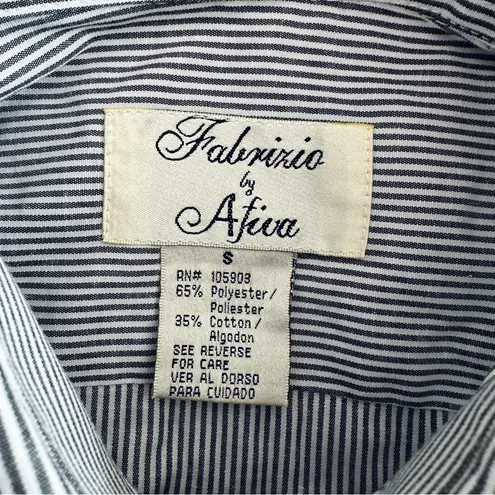 Fabrizio
by
Afiva
S
RN# 105903
65% Polyester/
Poliester
35% Cotton/
Algodon
SEE REVERSE
FOR CARE
VER AL DORSO
PARA CUIDADO